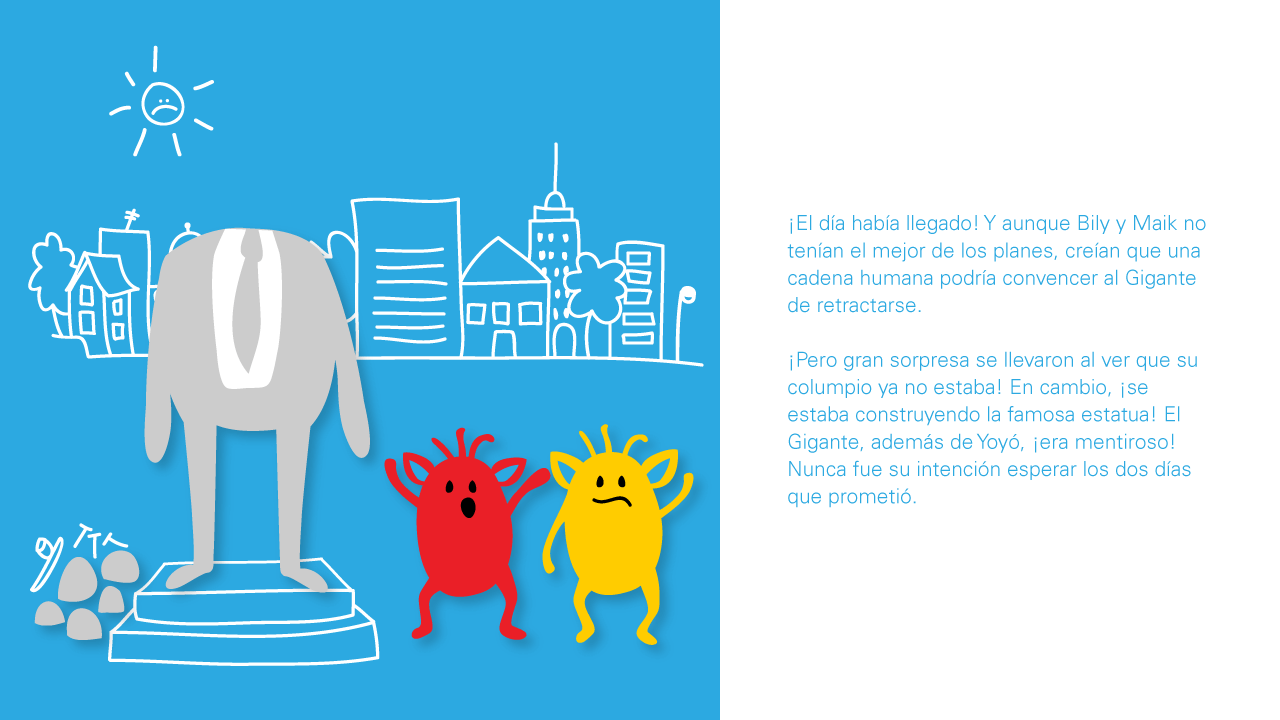 ¡El día había llegado! Y aunque Bily y Maik no
tenían el mejor de los planes, creían que una
cadena humana podría convencer al Gigante
de retractarse.
¡Pero gran sorpresa se llevaron al ver que su
columpio ya no estaba! En cambio, ¡se
estaba construyendo la famosa estatua! El
Gigante, además de Yoyó, ¡era mentiroso!
Nunca fue su intención esperar los dos días
que prometió.